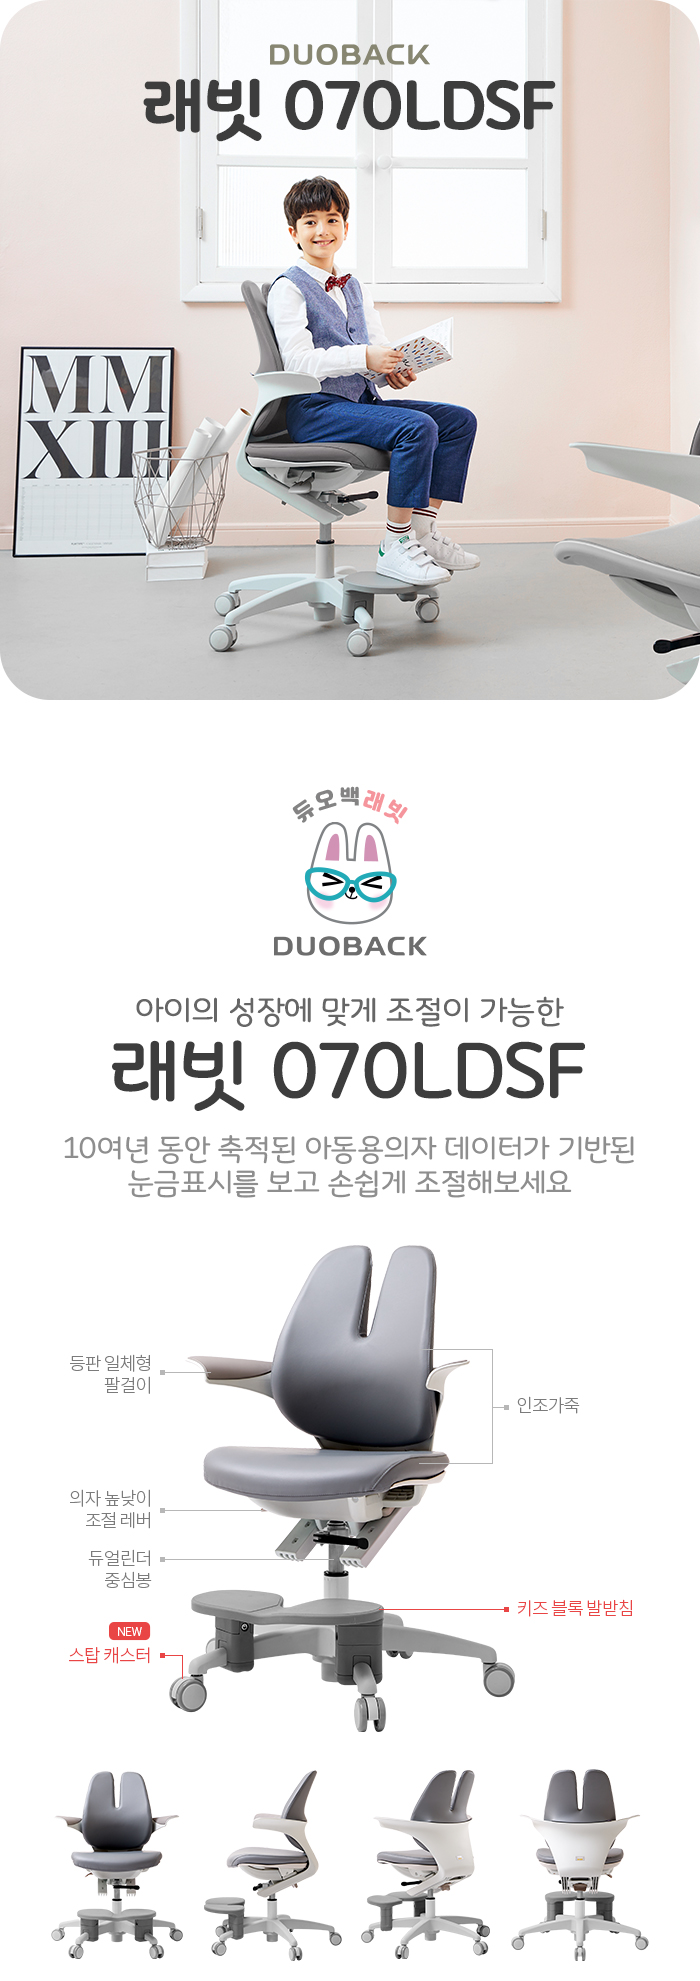 DUOBACK
래빗 070LDSF
MM
XIII
듀오백래빗
DUOBACK
아이의 성장에 맞게 조절이 가능한
래빗 070LDSF
10여년 동안 축적된 아동용의자 데이터가 기반된
눈금표시를 보고 손쉽게 조절해보세요
등판 일체형
팔걸이
인조가죽
의자 높낮이
조절 레버
듀얼린더
중심봉
키즈 블록 발받침
NEW
스탑 캐스터